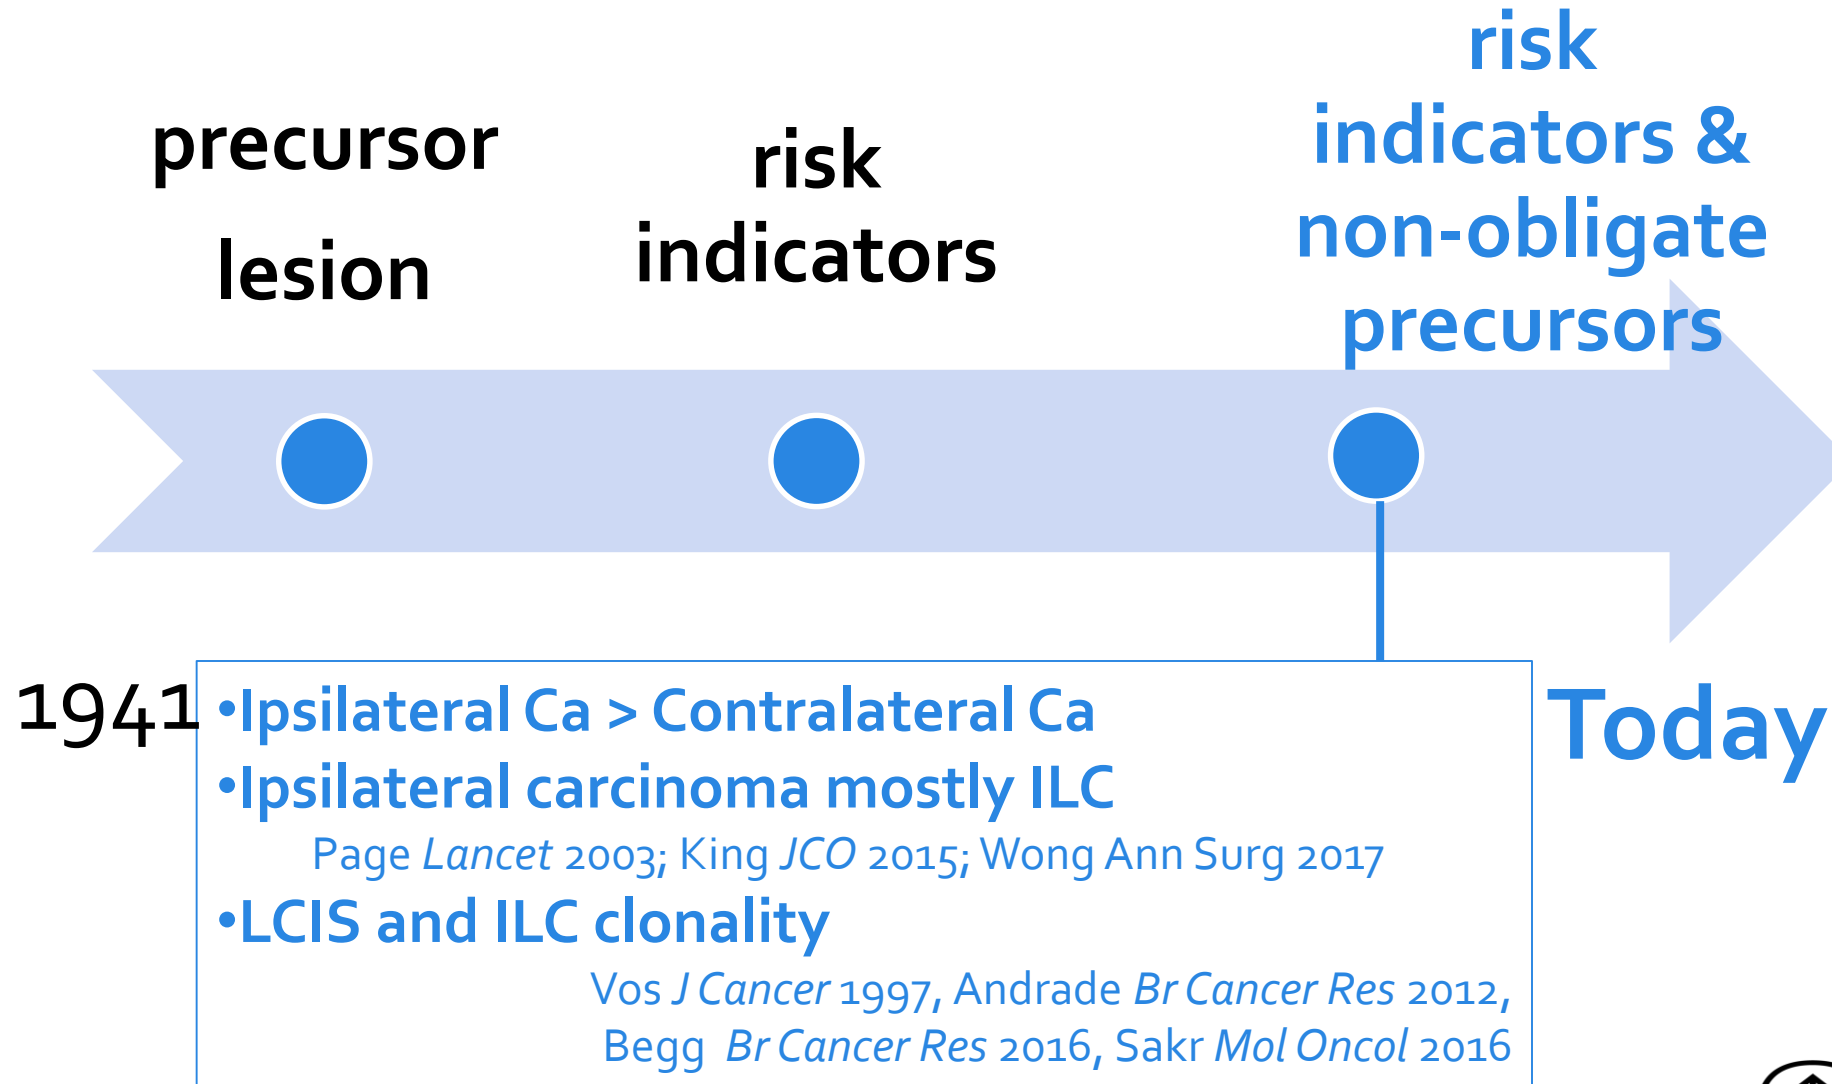 precursor
lesion
risk
indicators
risk
indicators &
non-obligate
precursors
1941
•Ipsilateral Ca > Contralateral Ca
•Ipsilateral carcinoma mostly ILC
Page Lancet 2003; King JCO 2015; Wong Ann Surg 2017
•LCIS and ILC clonality
Vos J Cancer 1997, Andrade Br Cancer Res 2012,
Begg Br Cancer Res 2016, Sakr Mol Oncol 2016
Today